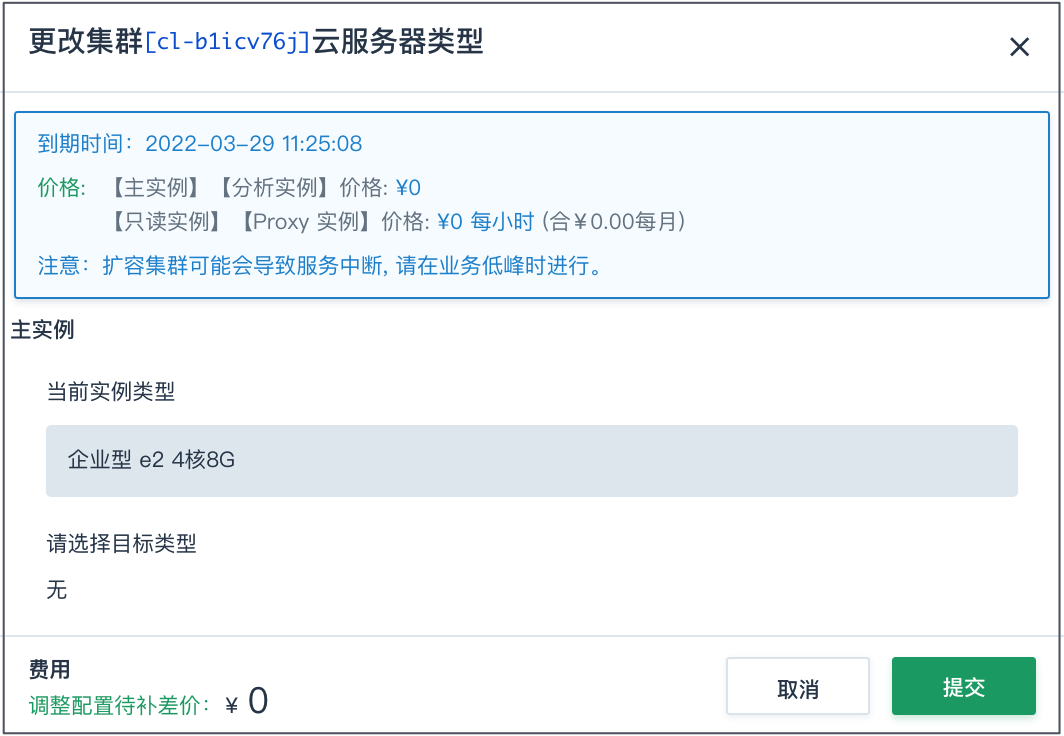 更改集群[cl-b1icv76j]云服务器类型
到期时间：2022-03-29 11:25:08
价格: 【主实例】【分析实例】价格: ¥0
【只读实例】【Proxy 实例】价格: ¥0 每小时 (合￥0.00每月)
注意：扩容集群可能会导致服务中断, 请在业务低峰时进行。
主实例
当前实例类型
企业型 e2 4核8G
请选择目标类型
无
费用
调整配置待补差价： ¥ 0
取消
提交